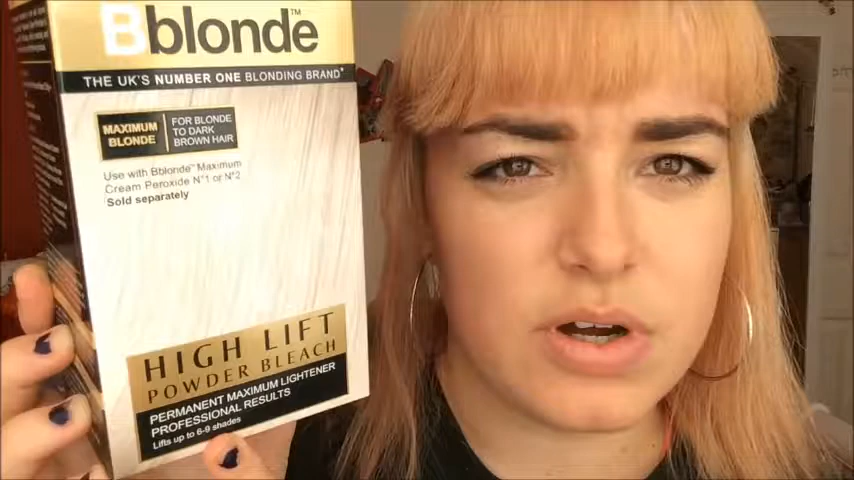 Bblonde™
THE UK'S NUMBER ONE BLONDING BRAND*
MAXIMUM
BLONDE
FOR BLONDE
TO DARK
BROWN HAIR
Use with Bblonde™ Maximum
Cream Peroxide Nº1 or Nº2
Sold separately
HIGH LIFT
POWDER BLEACH
PERMANENT MAXIMUM LIGHTENER
PROFESSIONAL RESULTS
Lifts up to 6-9 shades